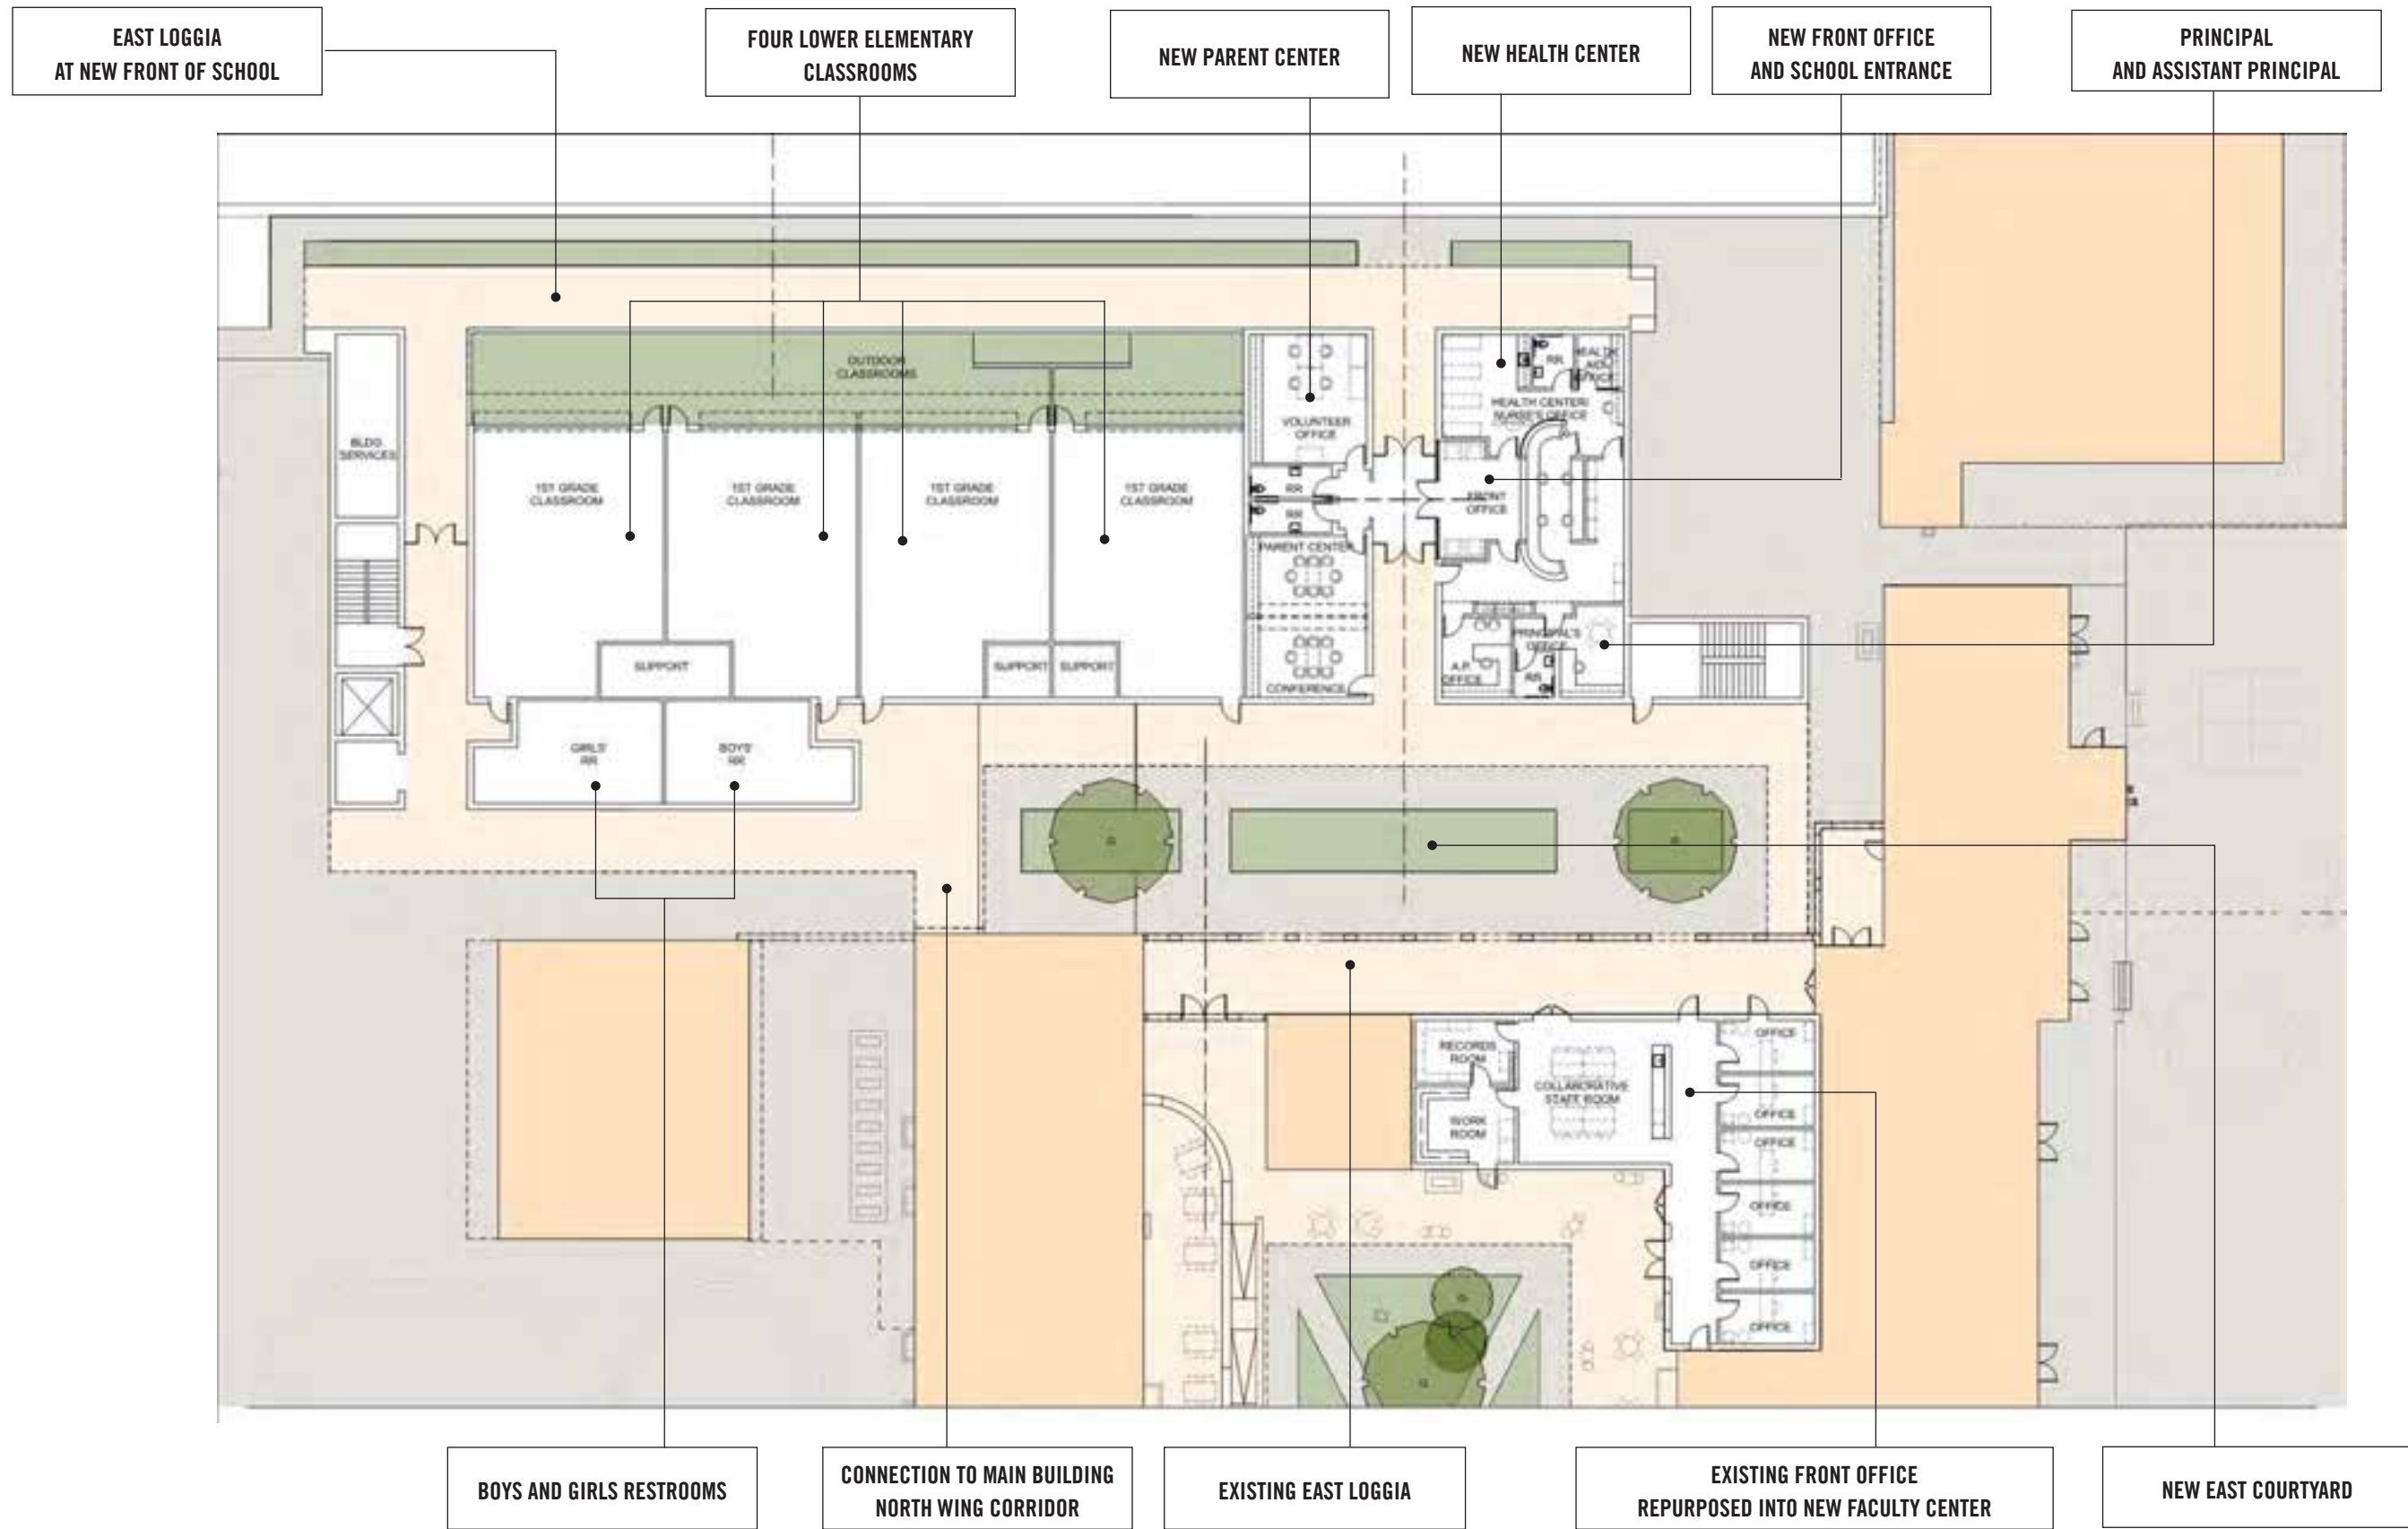 EAST LOGGIA
AT NEW FRONT OF SCHOOL
FOUR LOWER ELEMENTARY
CLASSROOMS
NEW PARENT CENTER
NEW HEALTH CENTER
NEW FRONT OFFICE
AND SCHOOL ENTRANCE
PRINCIPAL
AND ASSISTANT PRINCIPAL
OUTDOOR
CLASSROOMS
BLDG
SERVICES
1ST GRADE
CLASSROOM
1ST GRADE
CLASSROOM
1ST GRADE
CLASSROOM
1ST GRADE
CLASSROOM
VOLUNTEER
OFFICE
RR
RR
PARENT CENTER
CONFERENCE
RR
HEALTH
HEALTH CENTER/
NURSE'S OFFICE
FRONT
OFFICE
PRINCIPAL'S
OFFICE
A.P.
OFFICE
RR
SUPPORT
SUPPORT
SUPPORT
GIRLS'
RR
BOYS'
RR
RECORDS
ROOM
WORK
ROOM
COLLABORATIVE
STAFF ROOM
OFFICE
OFFICE
OFFICE
OFFICE
OFFICE
OFFICE
BOYS AND GIRLS RESTROOMS
CONNECTION TO MAIN BUILDING
NORTH WING CORRIDOR
EXISTING EAST LOGGIA
EXISTING FRONT OFFICE
REPURPOSED INTO NEW FACULTY CENTER
NEW EAST COURTYARD